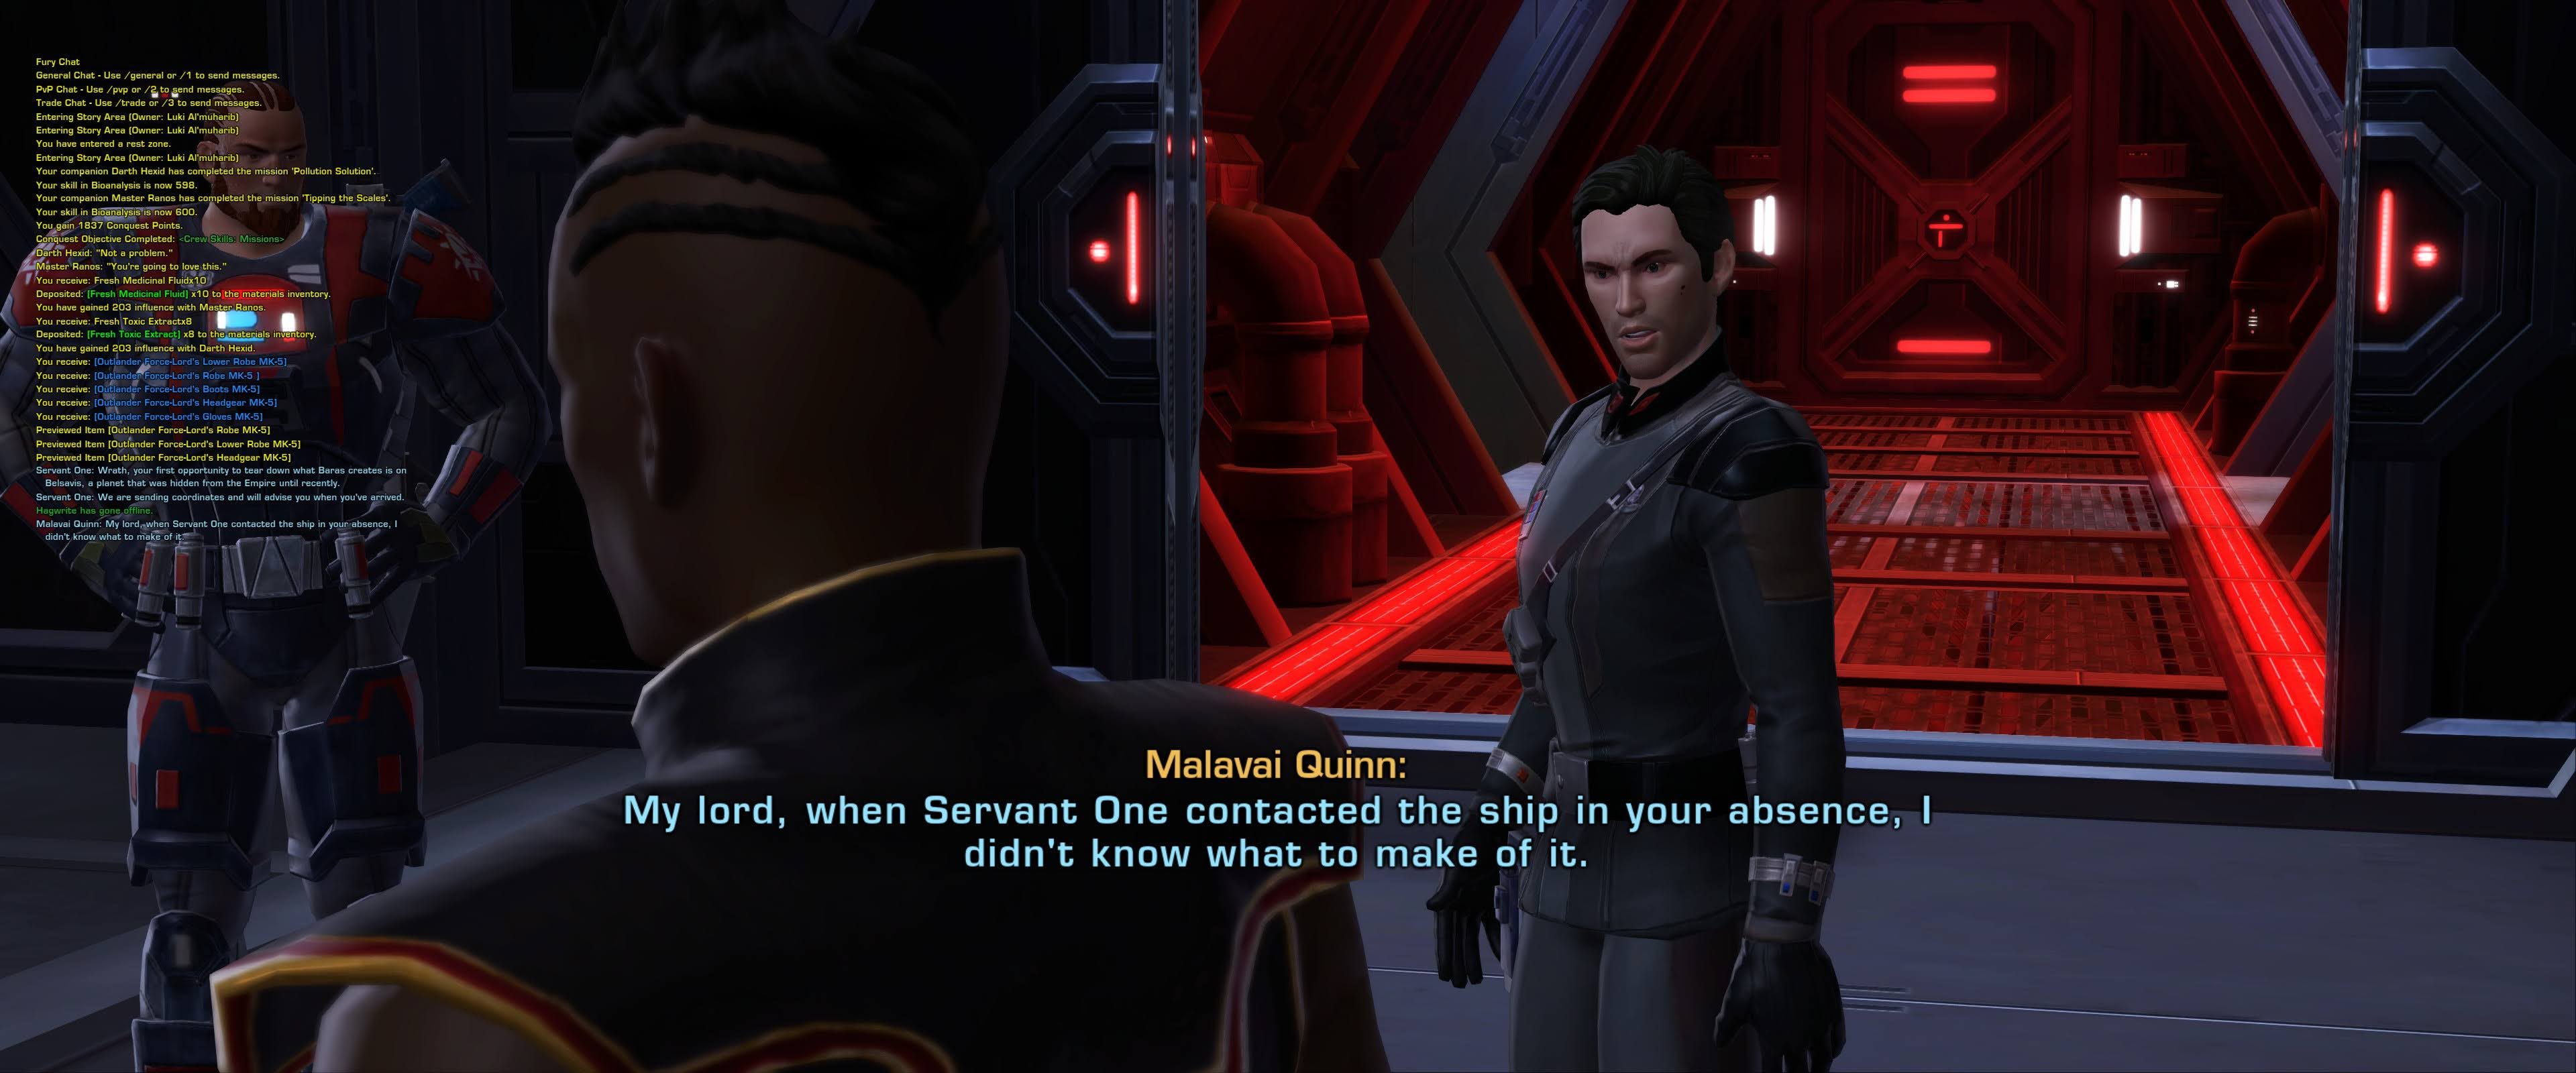 Fury Chat
General Chat - Use /general or /1 to send messages.
PvP Chat - Use /pvp or /2 to send messages.
Trade Chat - Use /trade or /3 to send messages.
Entering Story Area (Owner: Luki Al'muharib)
Entering Story Area (Owner: Luki Al'muharib)
You have entered a rest zone.
Entering Story Area (Owner: Luki Al'muharib)
Your companion Darth Hexid has completed the mission 'Pollution Solution'.
Your skill in Bioanalysis is now 598.
Your companion Master Ranos has completed the mission 'Tipping the Scales'.
Your skill in Bioanalysis is now 600.
You gain 1837 Conquest Points.
Conquest Objective Completed: <Crew Skills: Missions>
Darth Hexid: "Not a problem."
Master Ranos: "You're going to love this."
You receive: Fresh Medicinal Fluidx10
Deposited: [Fresh Medicinal Fluid] x10 to the materials inventory.
You have gained 203 influence with Master Ranos.
You receive: Fresh Toxic Extractx8
Deposited: [Fresh Toxic Extract] x8 to the materials inventory.
You have gained 203 influence with Darth Hexid.
You receive: [Outlander Force-Lord's Lower Robe MK-5]
You receive: [Outlander Force-Lord's Robe MK-5 ]
You receive: [Outlander Force-Lord's Boots MK-5]
You receive: [Outlander Force-Lord's Headgear MK-5]
You receive: [Outlander Force-Lord's Gloves MK-5]
Previewed Item [Outlander Force-Lord's Robe MK-5]
Previewed Item [Outlander Force-Lord's Lower Robe MK-5]
Previewed Item [Outlander Force-Lord's Headgear MK-5]
Servant One: Wrath, your first opportunity to tear down what Baras creates is on
Belsavis, a planet that was hidden from the Empire until recently.
Servant One: We are sending coordinates and will advise you when you've arrived.
Hagwrite has gone offline.
Malavai Quinn: My lord, when Servant One contacted the ship in your absence, I
didn't know what to make of it.
Malavai Quinn:
My lord, when Servant One contacted the ship in your absence, I
didn't know what to make of it.